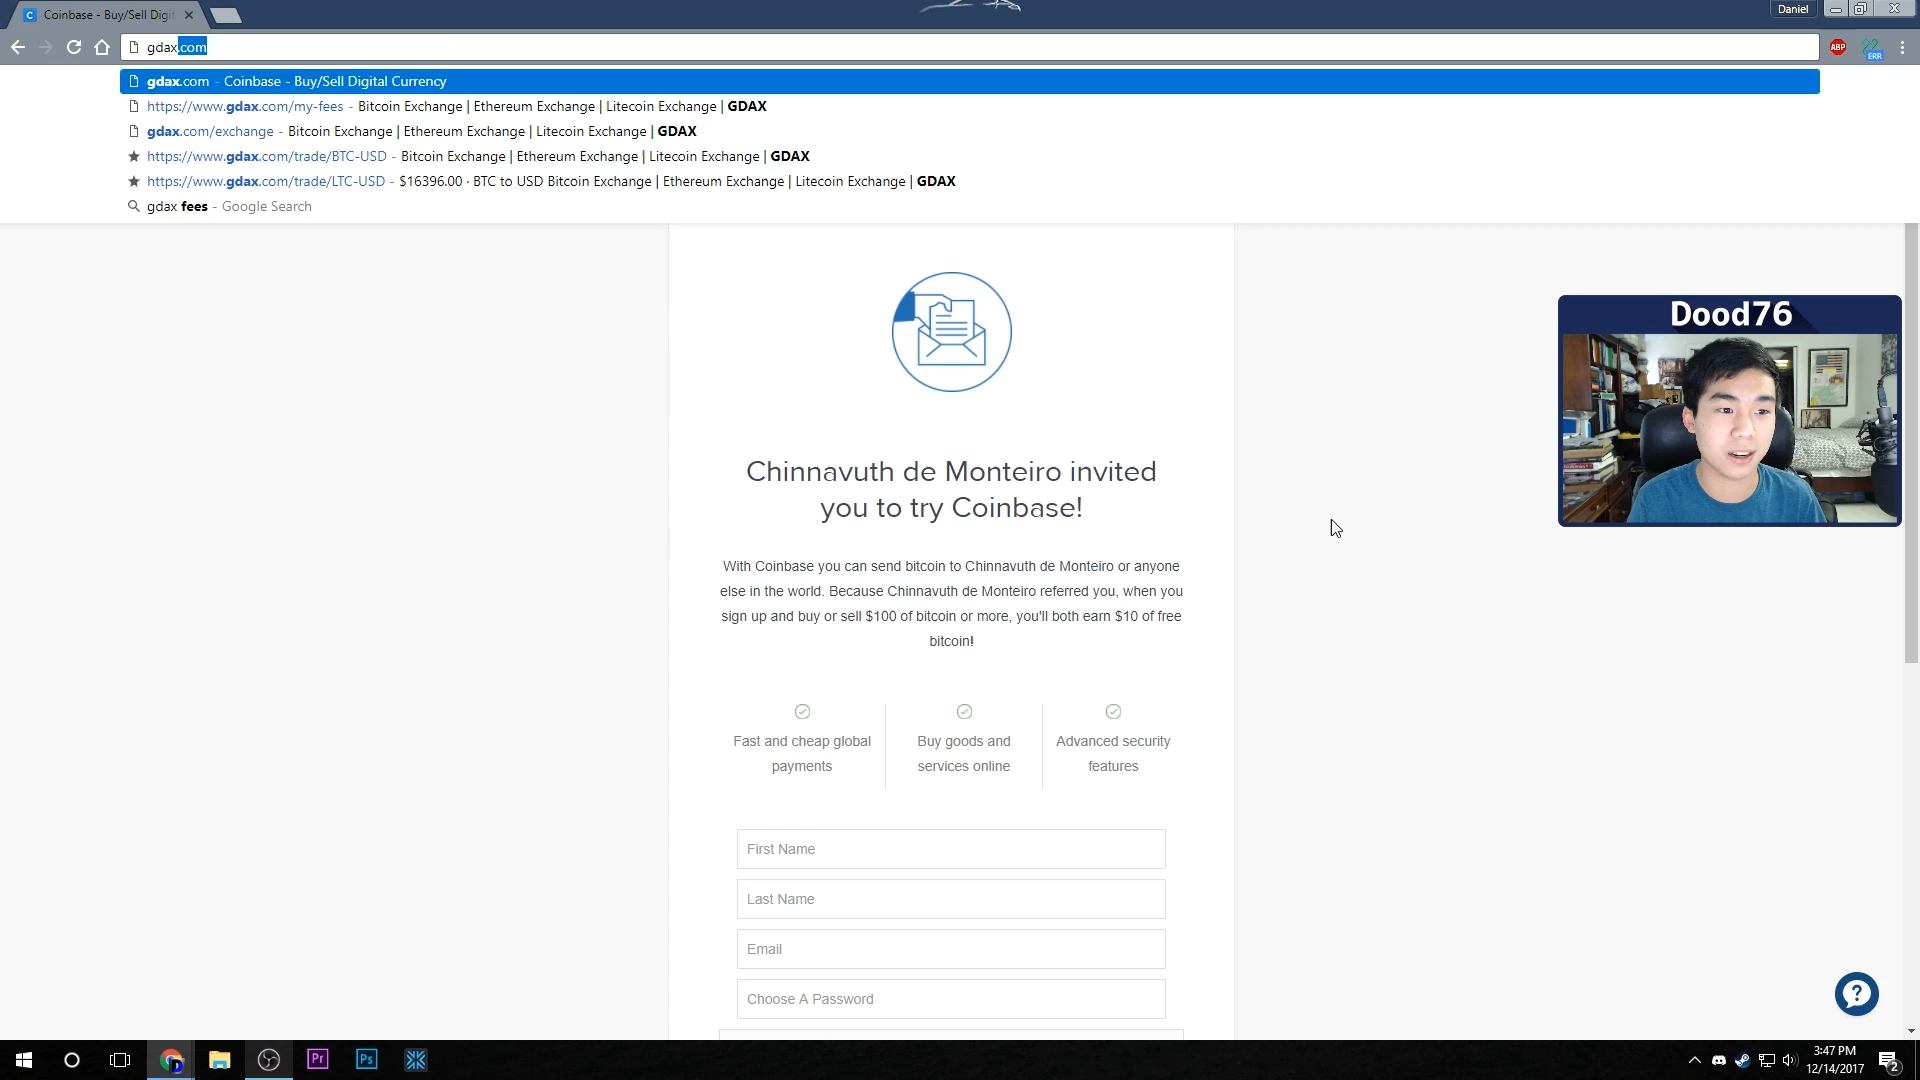 Coinbase - Buy/Sell Digit
Daniel
gdax.com
ABP
ERR
gdax.com - Coinbase - Buy/Sell Digital Currency
https://www.gdax.com/my-fees - Bitcoin Exchange | Ethereum Exchange | Litecoin Exchange | GDAX
gdax.com/exchange - Bitcoin Exchange | Ethereum Exchange | Litecoin Exchange | GDAX
https://www.gdax.com/trade/BTC-USD - Bitcoin Exchange | Ethereum Exchange | Litecoin Exchange | GDAX
https://www.gdax.com/trade/LTC-USD - $16396.00 · BTC to USD Bitcoin Exchange | Ethereum Exchange | Litecoin Exchange | GDAX
gdax fees - Google Search
Dood76
Chinnavuth de Monteiro invited
you to try Coinbase!
With Coinbase you can send bitcoin to Chinnavuth de Monteiro or anyone
else in the world. Because Chinnavuth de Monteiro referred you, when you
sign up and buy or sell $100 of bitcoin or more, you'll both earn $10 of free
bitcoin!
Fast and cheap global
payments
Buy goods and
services online
Advanced security
features
First Name
Last Name
Email
Choose A Password
Pr
Ps
3:47 PM
12/14/2017
2